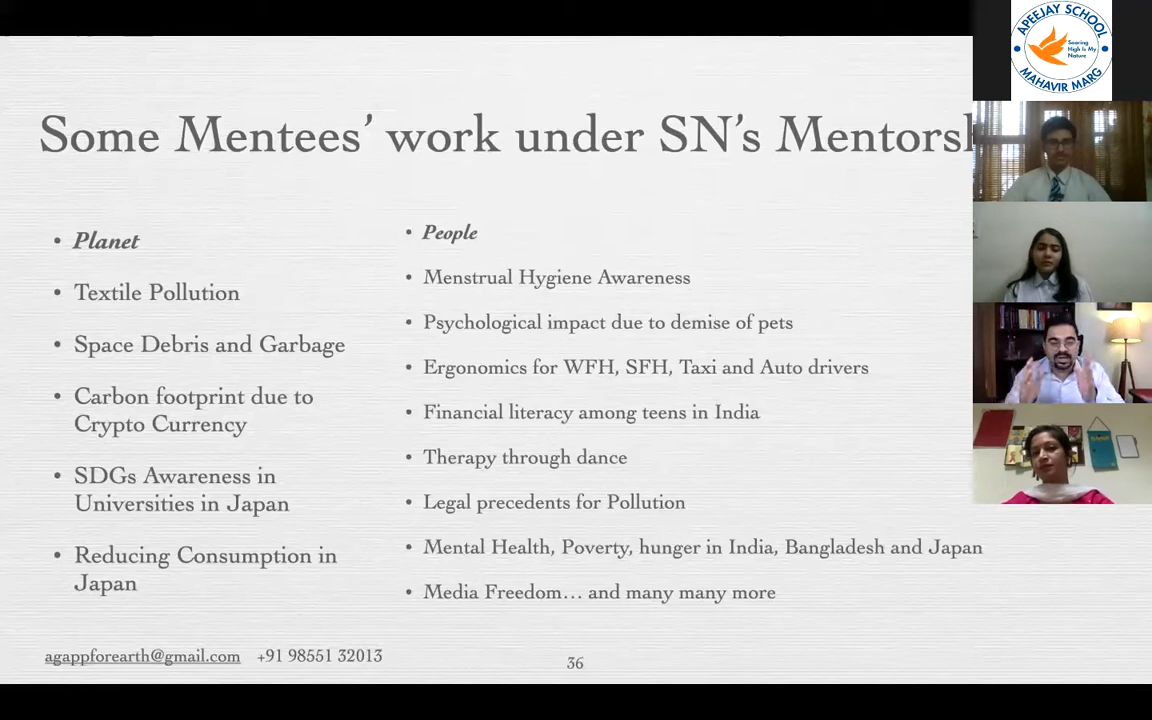 Some Mentees' work under SN's Mentorsh
• Planet
• Textile Pollution
• Space Debris and Garbage
• Carbon footprint due to
Crypto Currency
• SDGs Awareness in
Universities in Japan
• Reducing Consumption in
Japan
• People
• Menstrual Hygiene Awareness
• Psychological impact due to demise of pets
• Ergonomics for WFH, SFH, Taxi and Auto drivers
• Financial literacy among teens in India
• Therapy through dance
• Legal precedents for Pollution
• Mental Health, Poverty, hunger in India, Bangladesh and Japan
• Media Freedom… and many many more
agappforearth@gmail.com +91 98551 32013
36
APEEJAY SCHOOL
Soaring
High Is My
Nature
MAHAVIR MARG